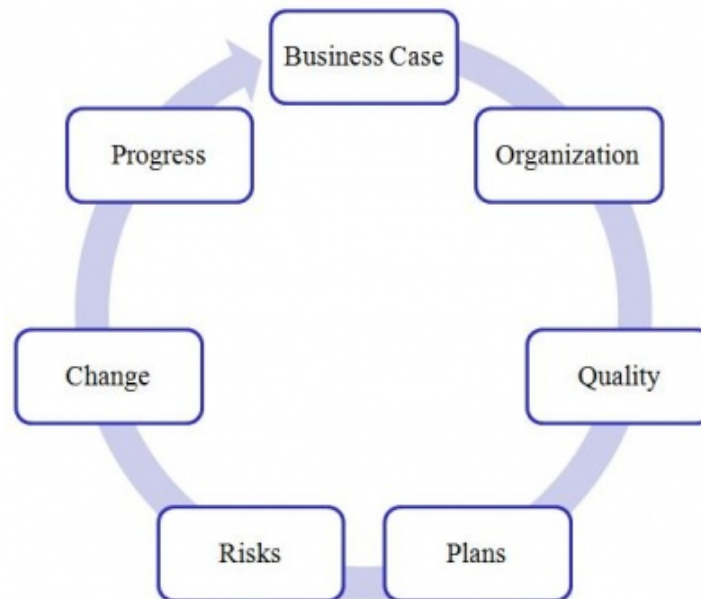 Business Case
Organization
Quality
Plans
Risks
Change
Progress